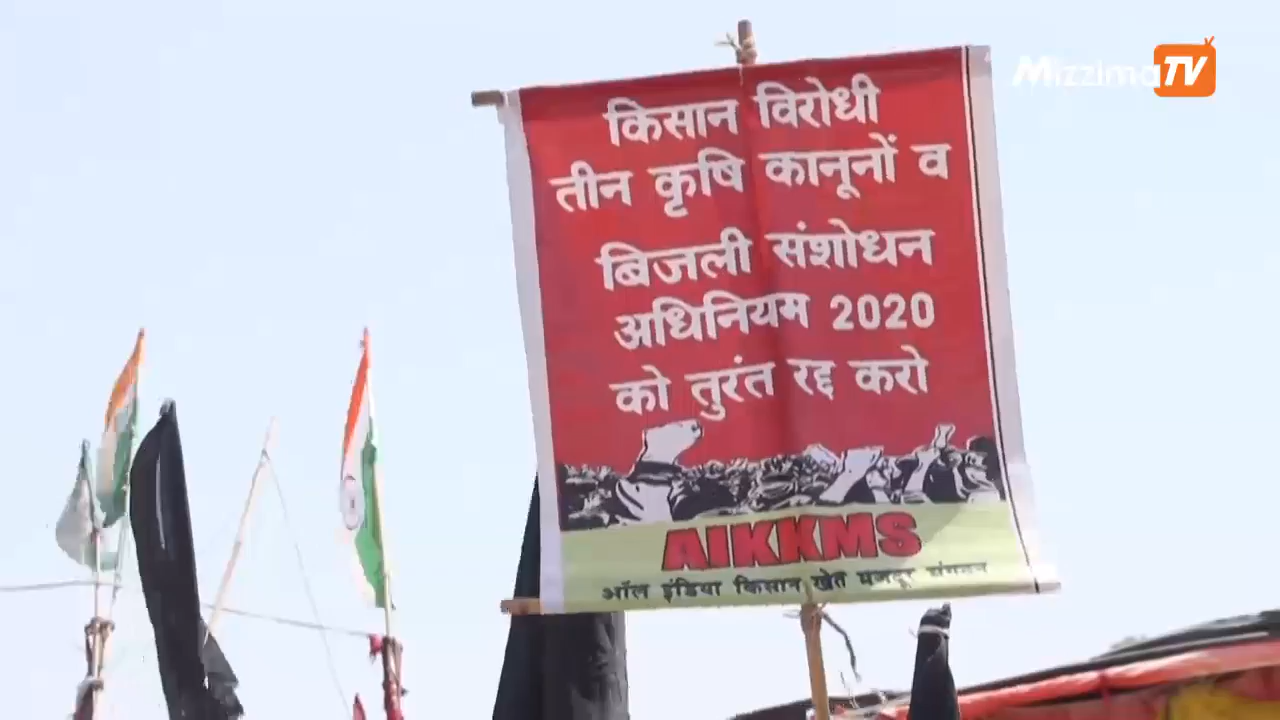 MizzimaTV
किसान विरोधी
तीन कृषि कानूनों व
बिजली संशोधन
अधिनियम 2020
को तुरंत रद्द करो
AIKKMS
ऑल इंडिया किसान खेत मजदूर संगठन